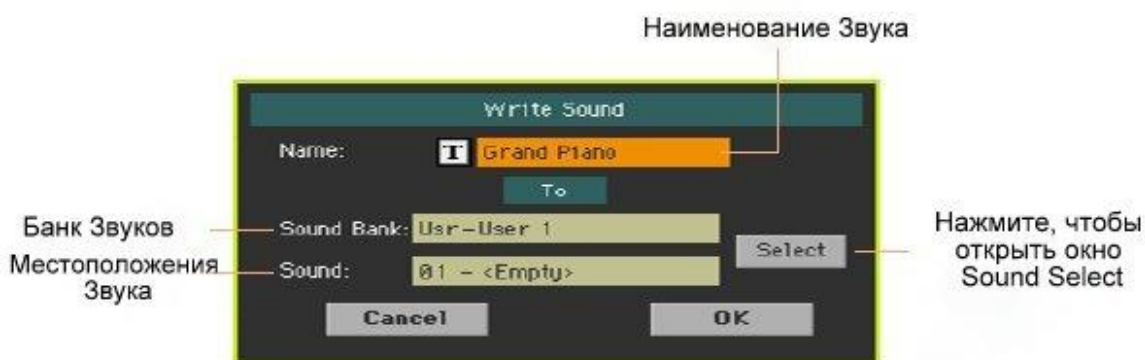 Наименование Звука
Write Sound
Name: T Grand Piano
To
Банк Звуков
Sound Bank: Usr-User 1
Местоположения
Звука
Sound: 01 - <Empty>
Select
Нажмите, чтобы
открыть окно
Sound Select
Cancel OK